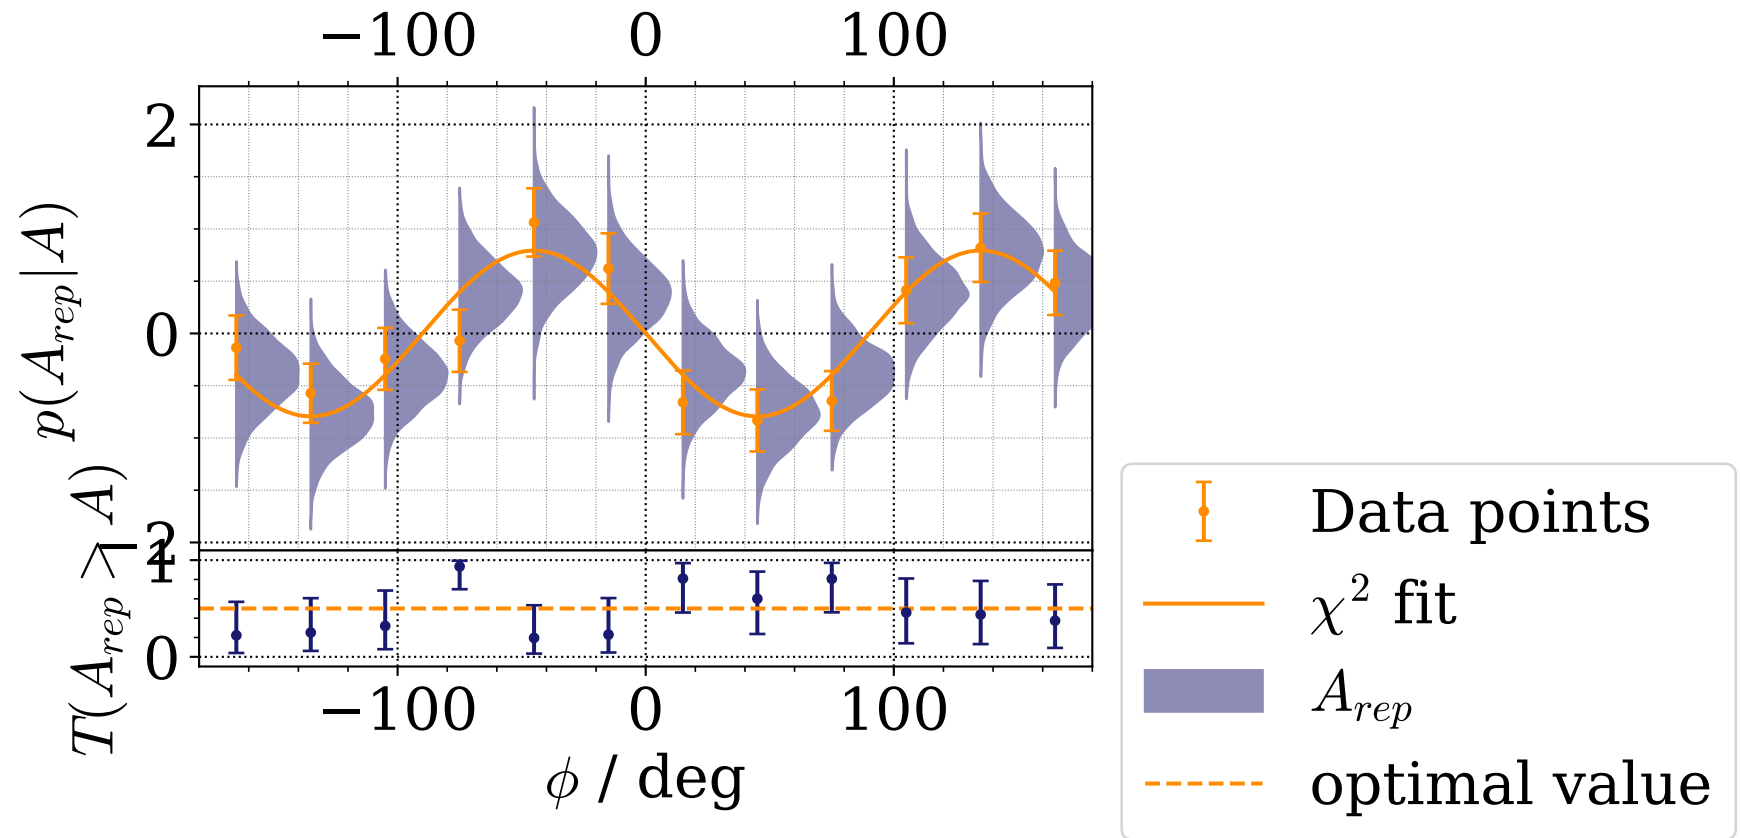 −100 0 100
2
0
−2
p(A_rep|A)
1
0
T(A_rep > A)
−100 0 100
ϕ / deg
Data points
χ² fit
A_rep
optimal value